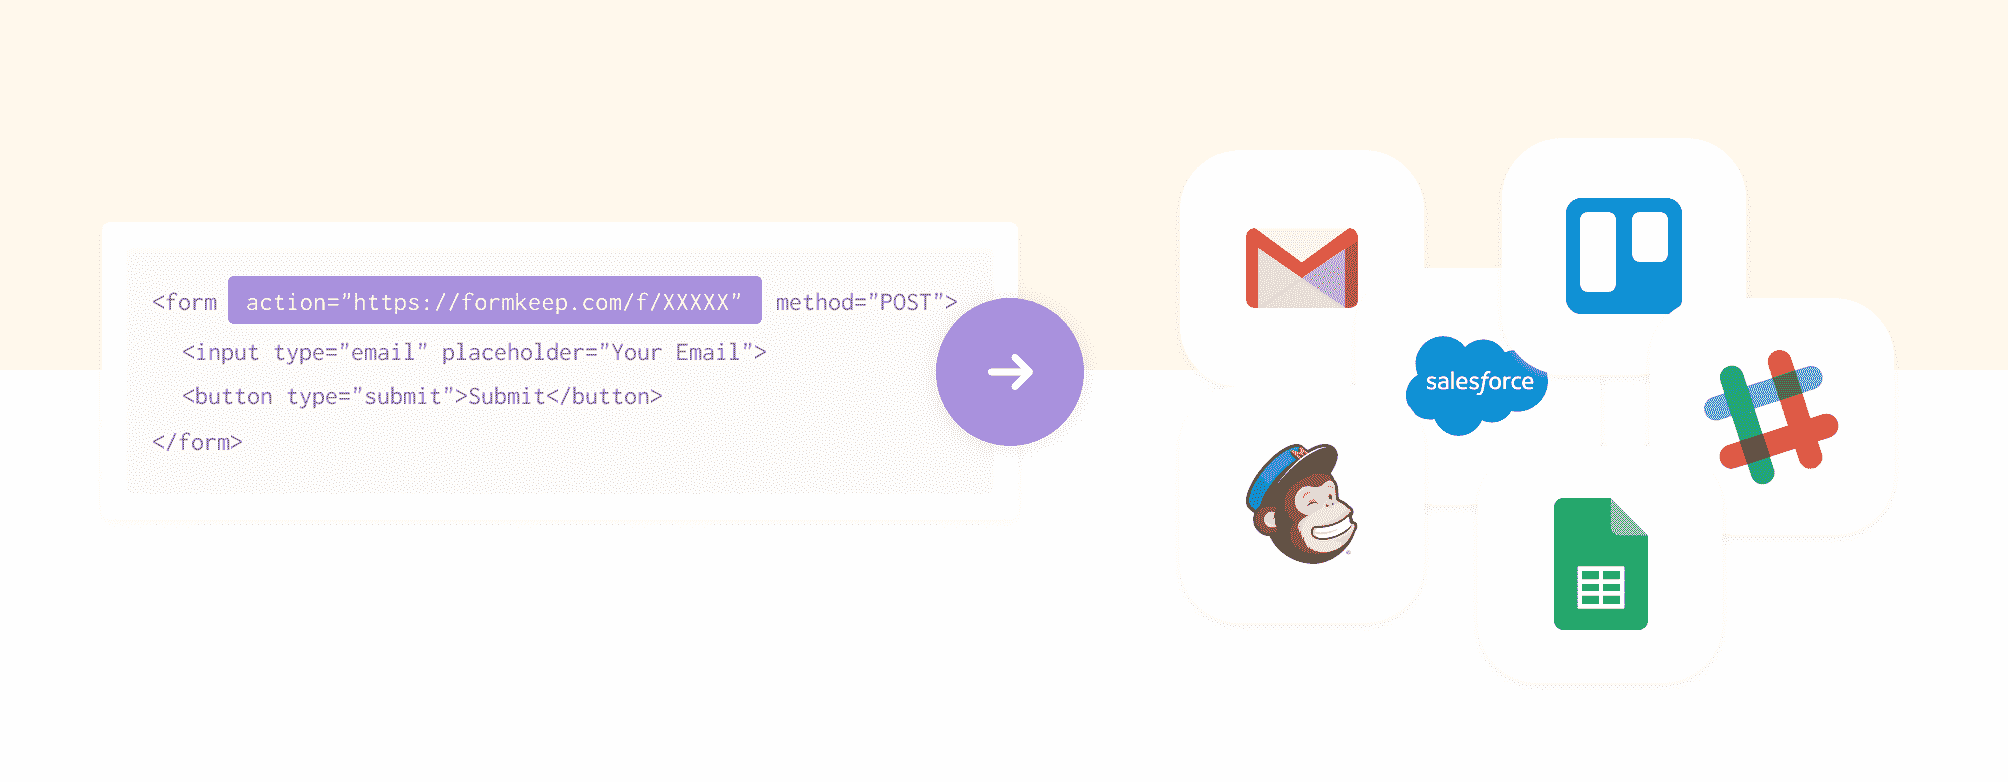 <form action="https://formkeep.com/f/XXXXX" method="POST">
<input type="email" placeholder="Your Email">
<button type="submit">Submit</button>
</form>
salesforce